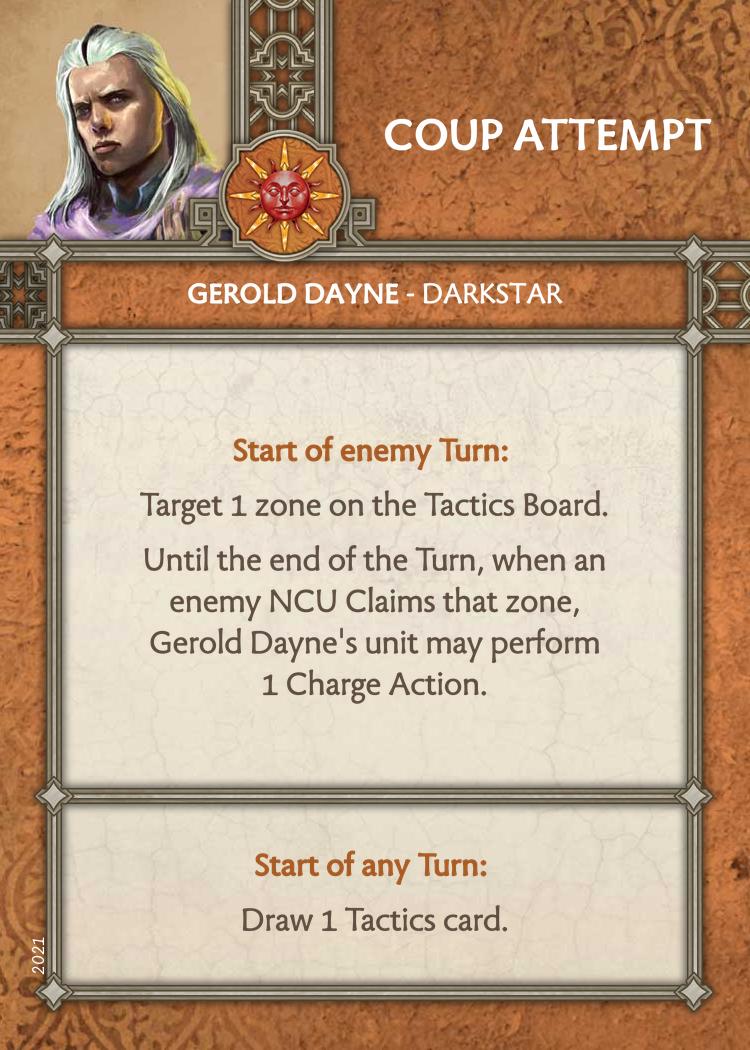 COUP ATTEMPT
GEROLD DAYNE - DARKSTAR
Start of enemy Turn:
Target 1 zone on the Tactics Board.
Until the end of the Turn, when an
enemy NCU Claims that zone,
Gerold Dayne's unit may perform
1 Charge Action.
Start of any Turn:
Draw 1 Tactics card.
2021